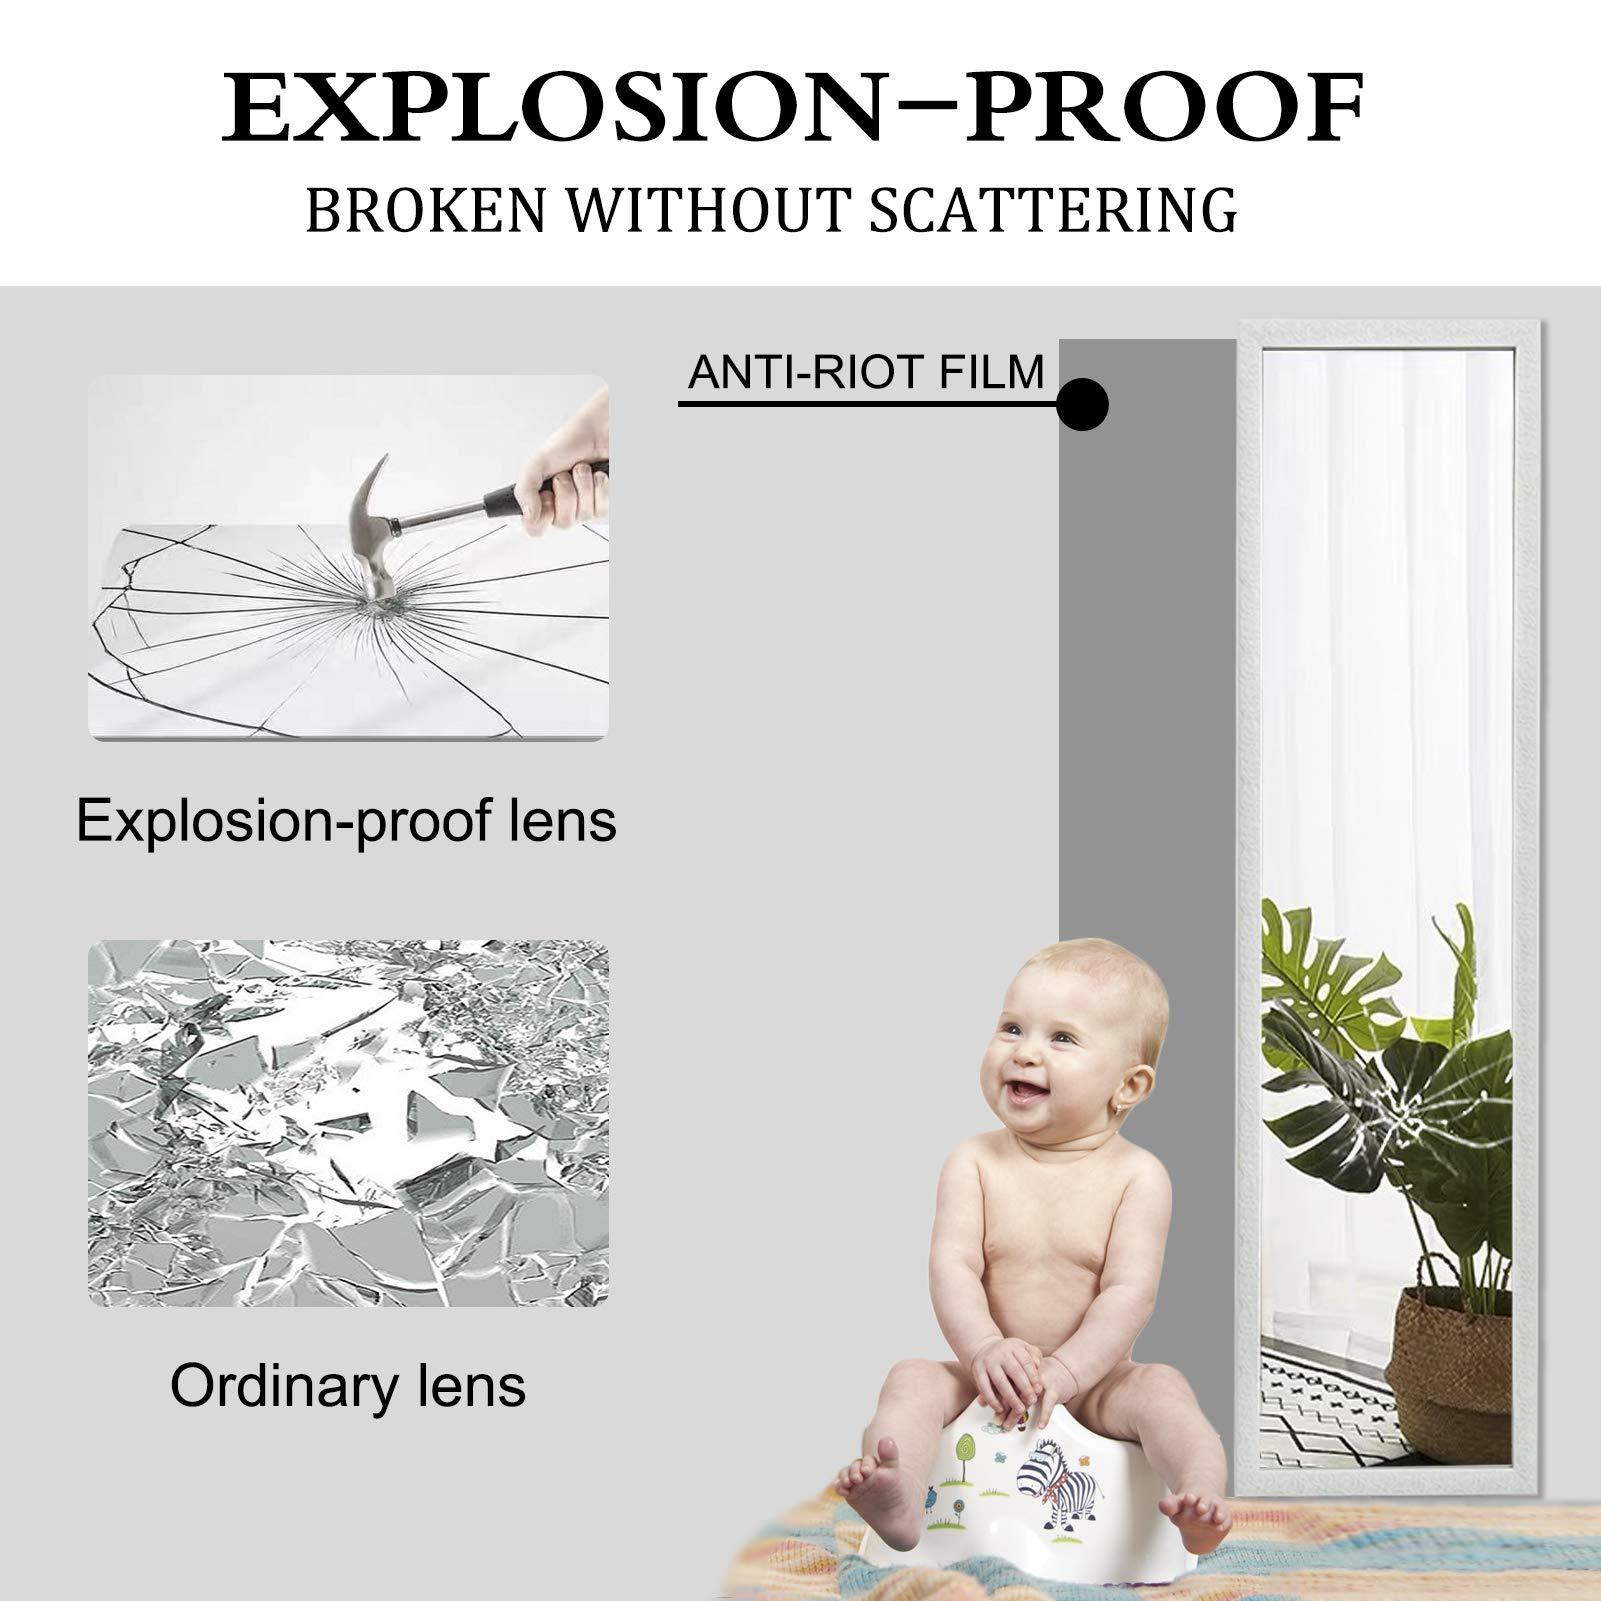 EXPLOSION-PROOF
BROKEN WITHOUT SCATTERING
ANTI-RIOT FILM
Explosion-proof lens
Ordinary lens